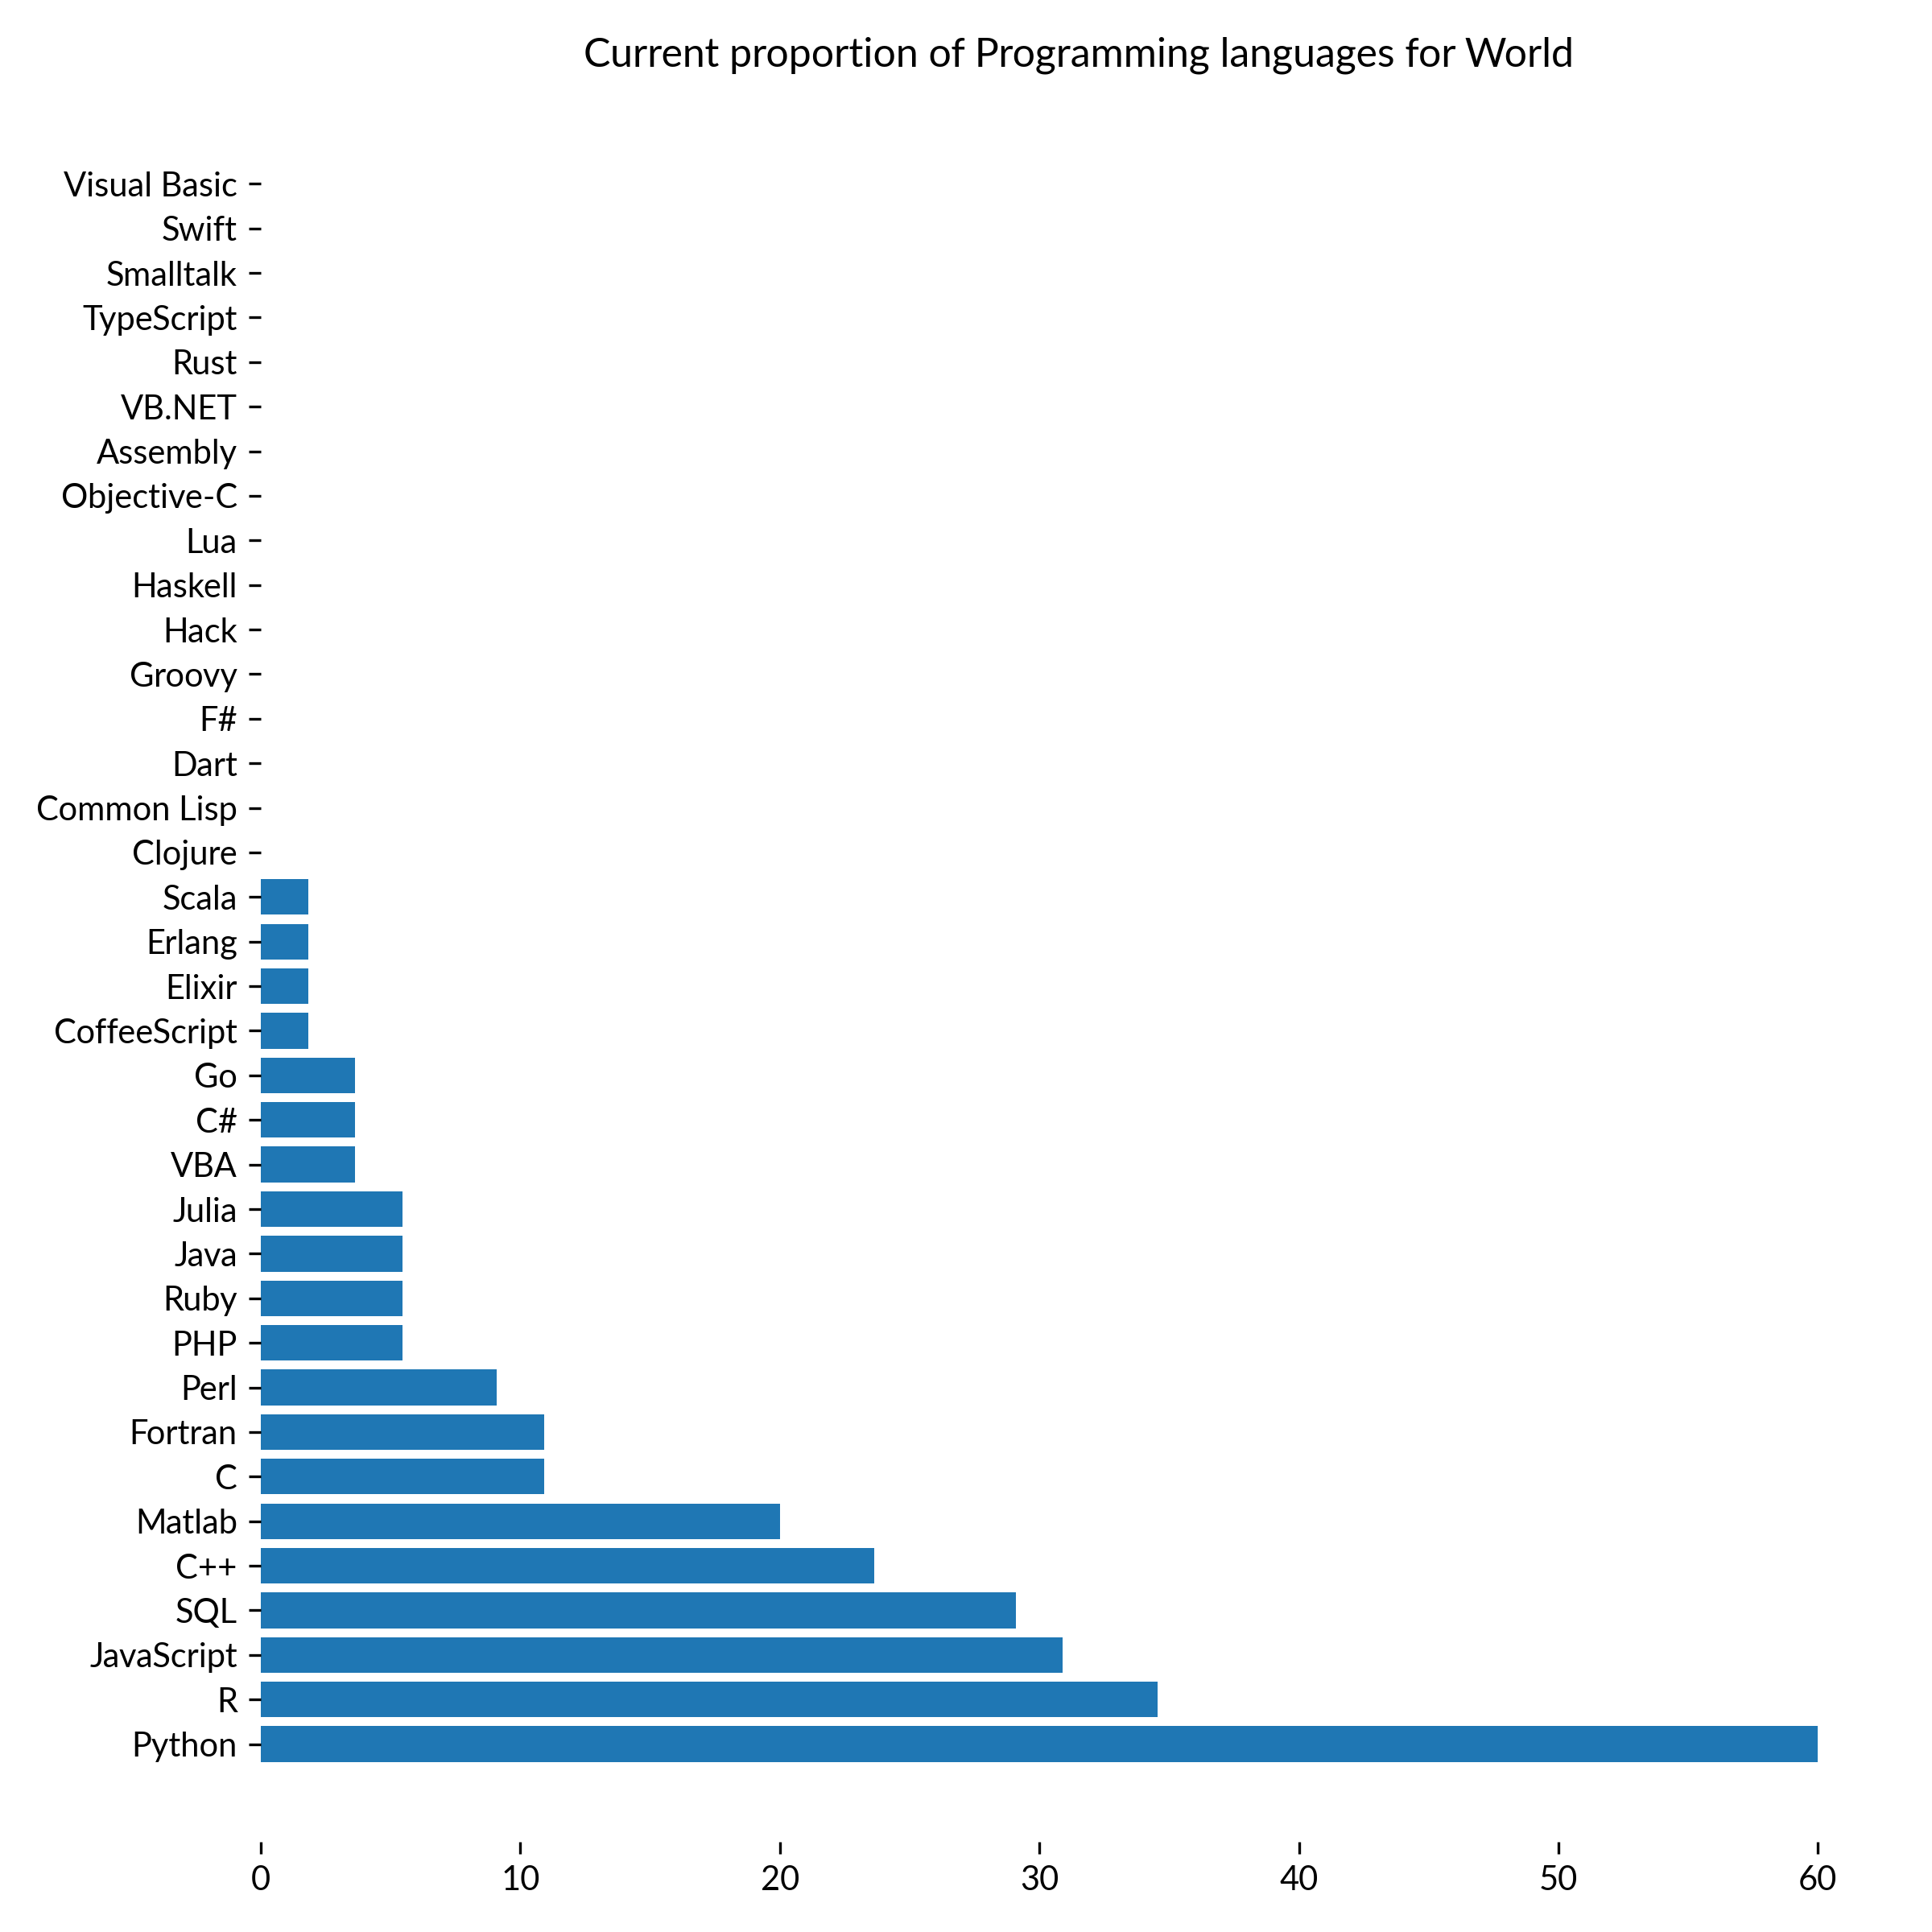 Current proportion of Programming languages for World
Visual Basic
Swift
Smalltalk
TypeScript
Rust
VB.NET
Assembly
Objective-C
Lua
Haskell
Hack
Groovy
F#
Dart
Common Lisp
Clojure
Scala
Erlang
Elixir
CoffeeScript
Go
C#
VBA
Julia
Java
Ruby
PHP
Perl
Fortran
C
Matlab
C++
SQL
JavaScript
R
Python
0 10 20 30 40 50 60